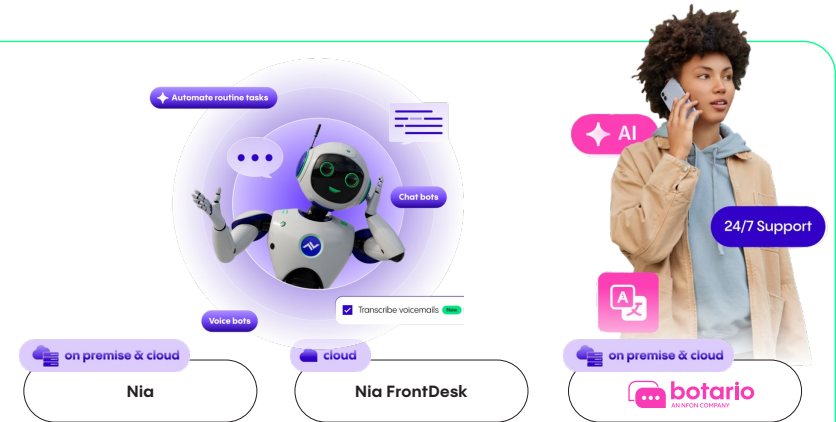 Automate routine tasks
AI
Chat bots
24/7 Support
Transcribe voicemails New
A
Voice bots
on premise & cloud
cloud
on premise & cloud
Nia
Nia FrontDesk
botario
AN NFON COMPANY